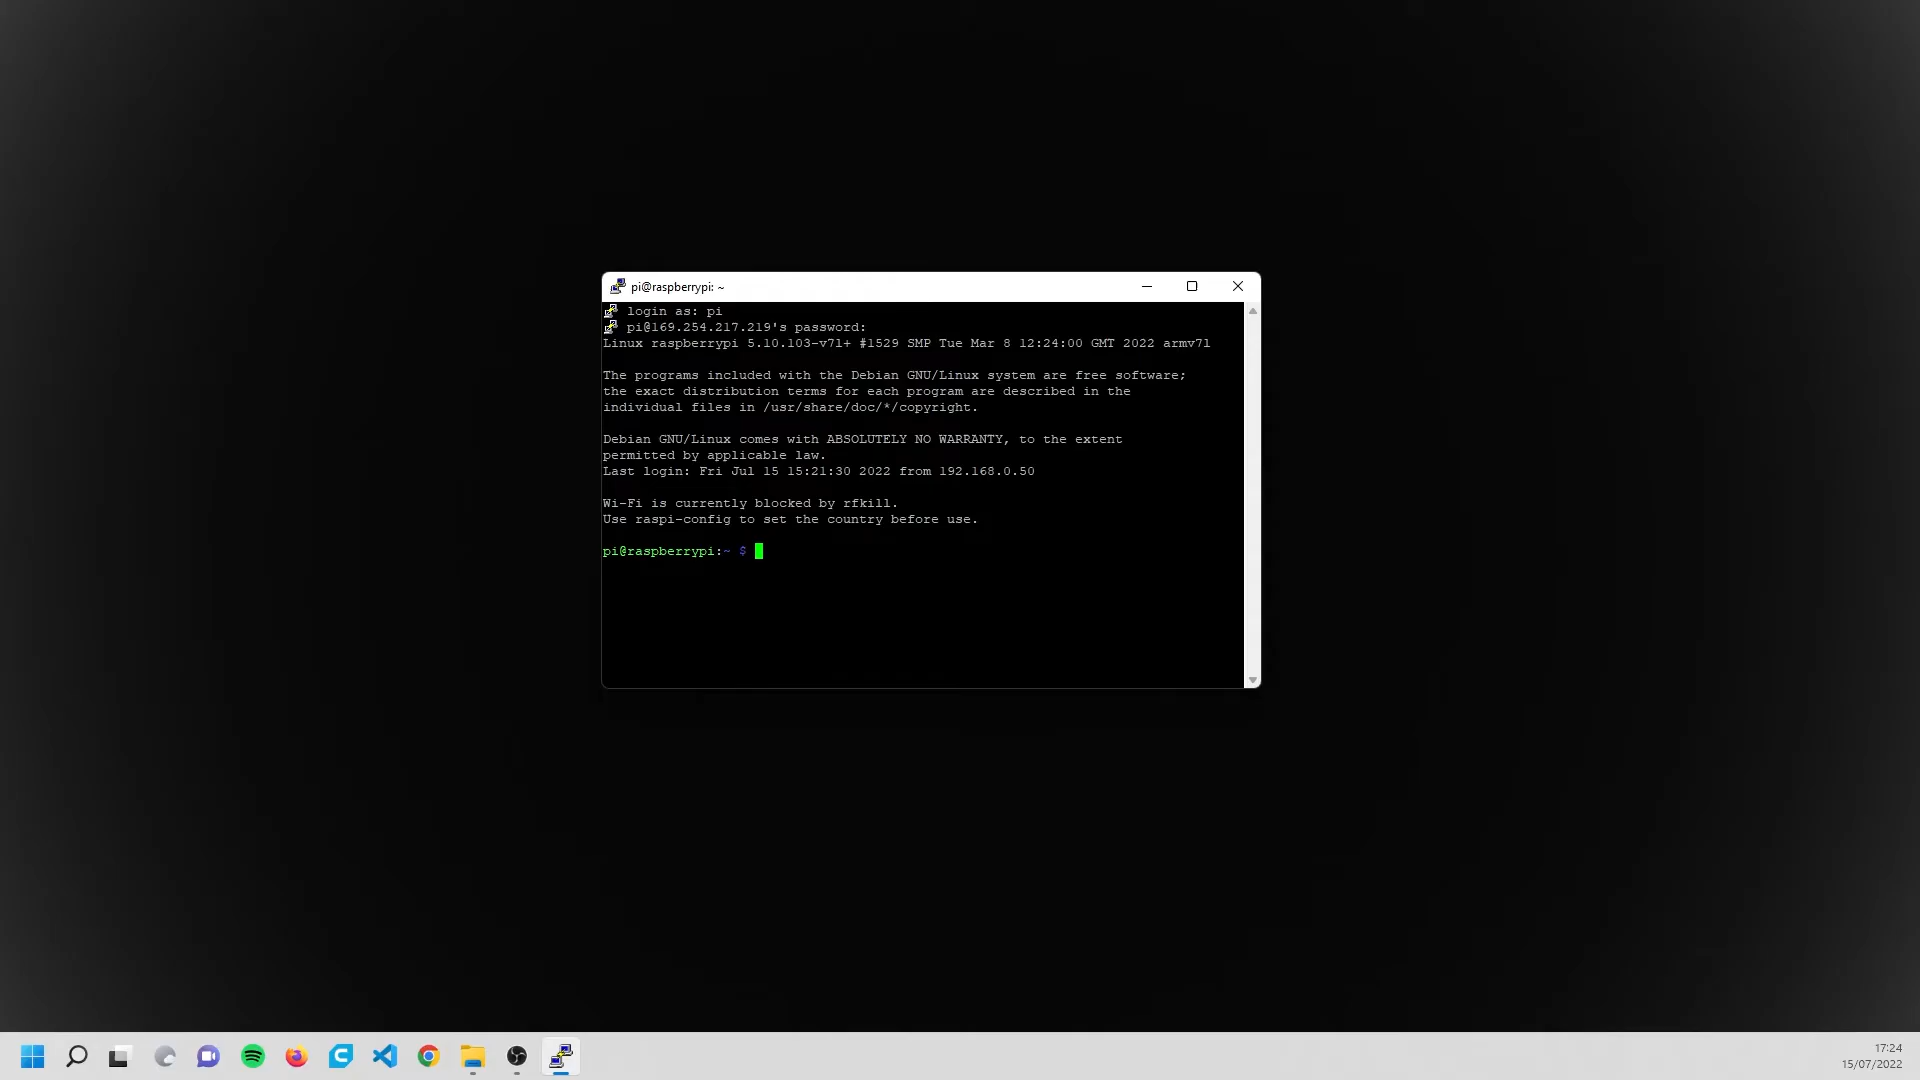 pi@raspberrypi: ~
login as: pi
pi@169.254.217.219's password:
Linux raspberrypi 5.10.103-v7l+ #1529 SMP Tue Mar 8 12:24:00 GMT 2022 armv7l
The programs included with the Debian GNU/Linux system are free software;
the exact distribution terms for each program are described in the
individual files in /usr/share/doc/*/copyright.
Debian GNU/Linux comes with ABSOLUTELY NO WARRANTY, to the extent
permitted by applicable law.
Last login: Fri Jul 15 15:21:30 2022 from 192.168.0.50
Wi-Fi is currently blocked by rfkill.
Use raspi-config to set the country before use.
pi@raspberrypi:~ $
17:24
15/07/2022